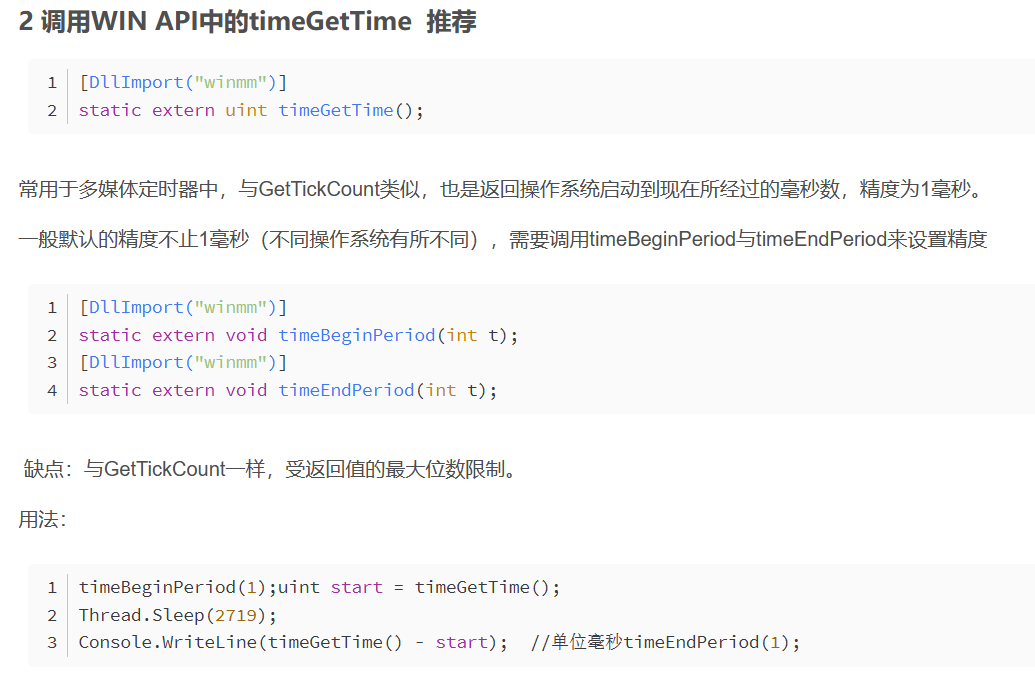 2 调用WIN API中的timeGetTime  推荐
1 [DllImport("winmm")]
2 static extern uint timeGetTime();
常用于多媒体定时器中，与GetTickCount类似，也是返回操作系统启动到现在所经过的毫秒数，精度为1毫秒。
一般默认的精度不止1毫秒（不同操作系统有所不同），需要调用timeBeginPeriod与timeEndPeriod来设置精度
1 [DllImport("winmm")]
2 static extern void timeBeginPeriod(int t);
3 [DllImport("winmm")]
4 static extern void timeEndPeriod(int t);
缺点：与GetTickCount一样，受返回值的最大位数限制。
用法：
1 timeBeginPeriod(1);uint start = timeGetTime();
2 Thread.Sleep(2719);
3 Console.WriteLine(timeGetTime() - start);  //单位毫秒timeEndPeriod(1);